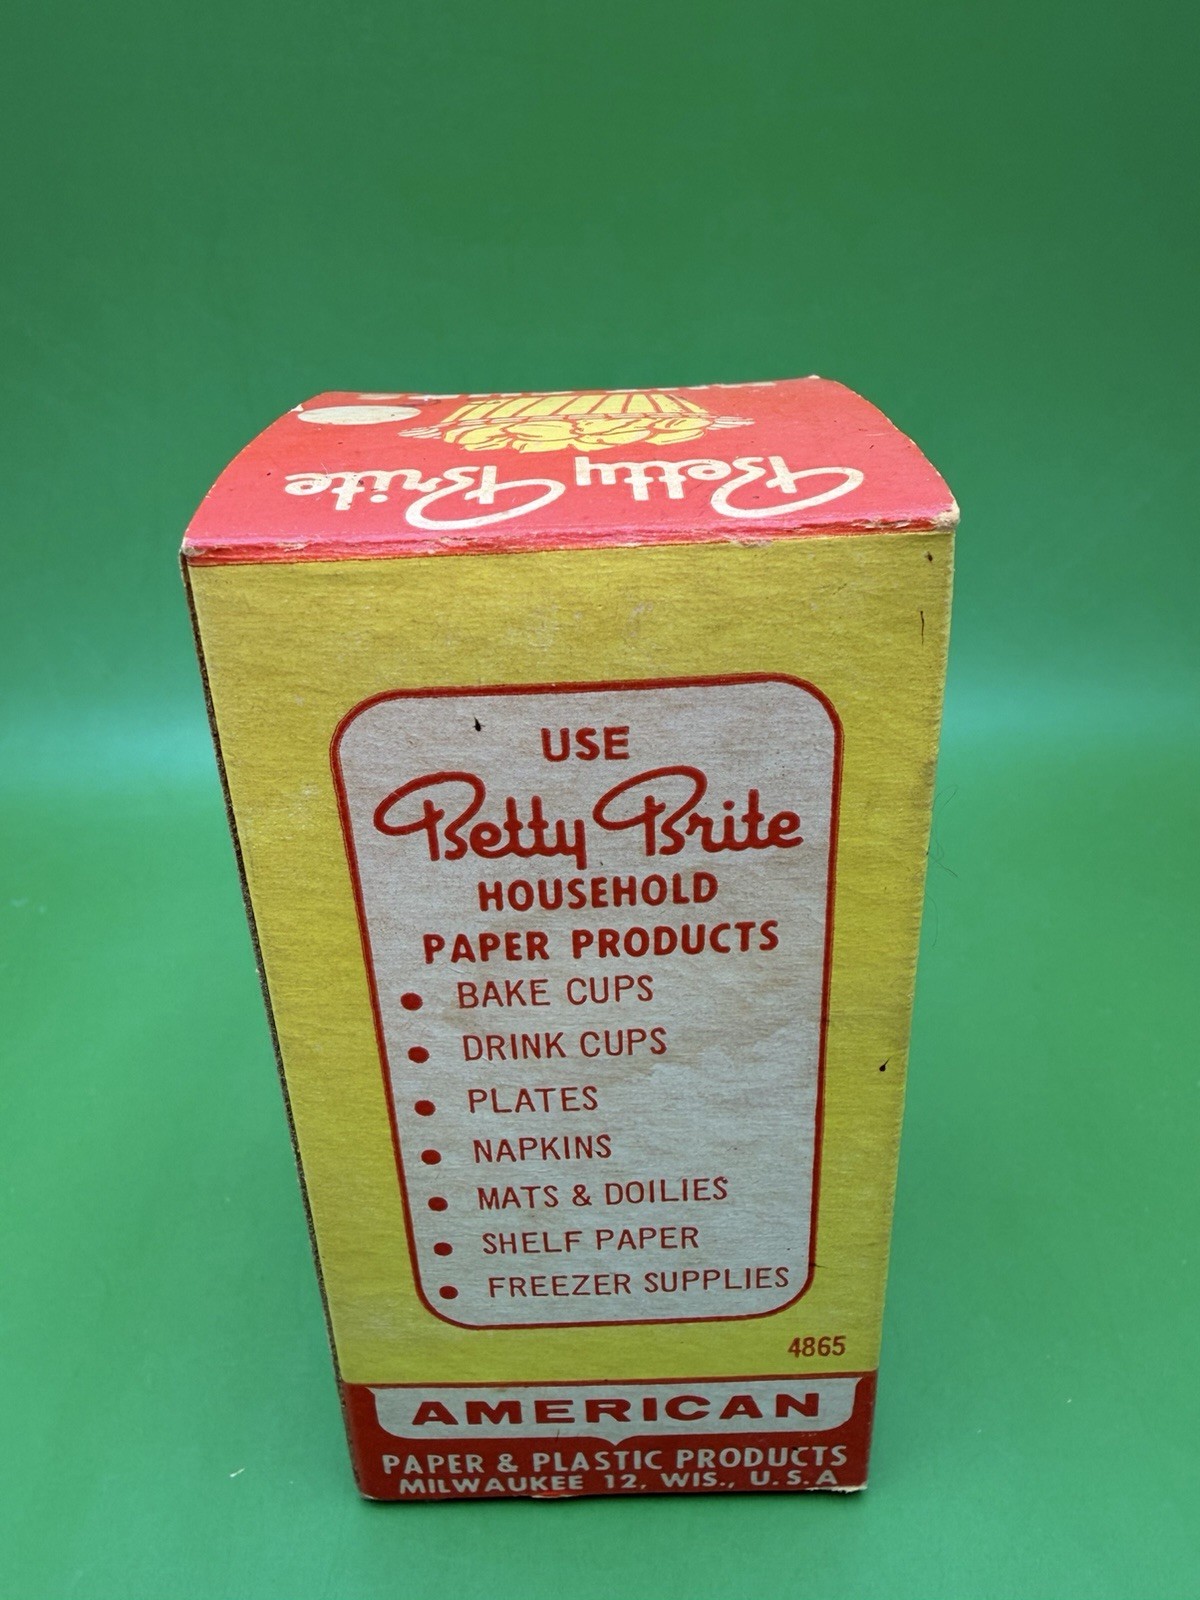 Betty Brite
USE
Betty Brite
HOUSEHOLD
PAPER PRODUCTS
• BAKE CUPS
• DRINK CUPS
• PLATES
• NAPKINS
• MATS & DOILIES
• SHELF PAPER
• FREEZER SUPPLIES
4865
AMERICAN
PAPER & PLASTIC PRODUCTS
MILWAUKEE 12, WIS., U.S.A